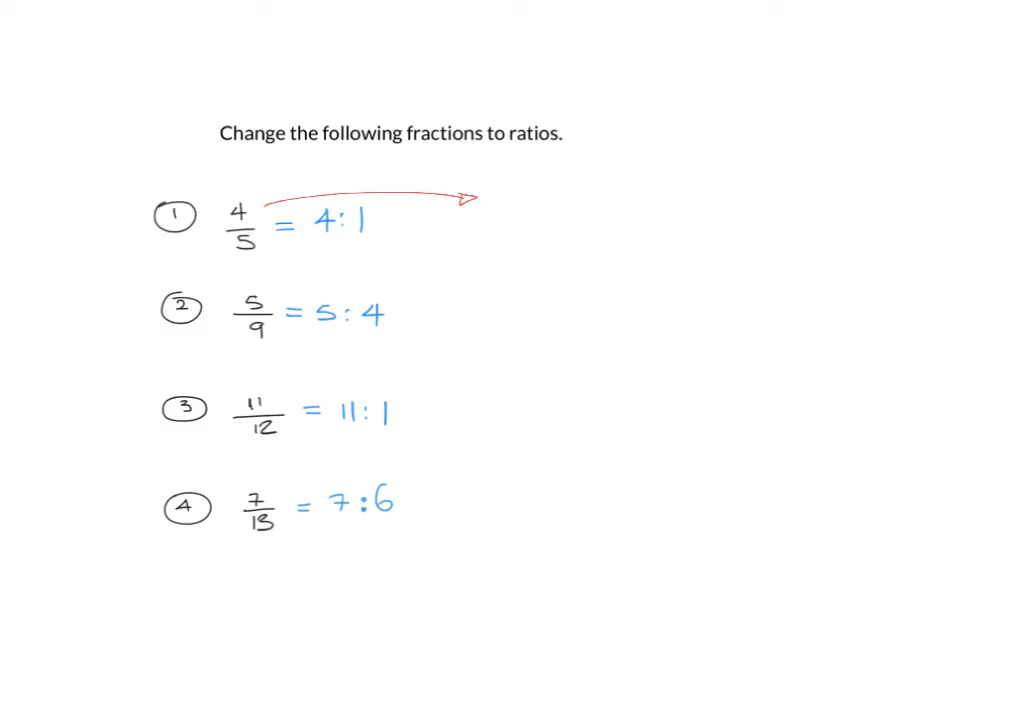 Change the following fractions to ratios.
① 4/5 = 4:1
② 5/9 = 5:4
③ 11/12 = 11:1
④ 7/13 = 7:6